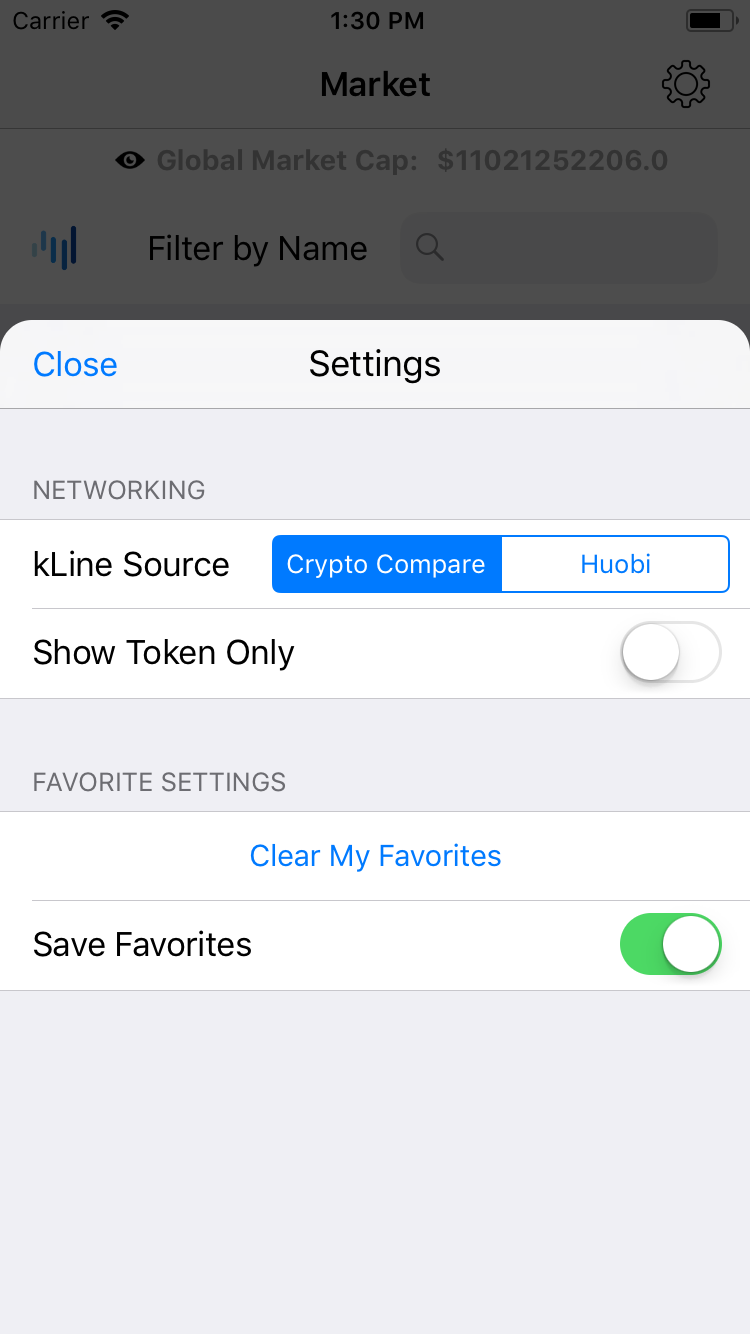 Carrier 1:30 PM
Market
Global Market Cap: $11021252206.0
Filter by Name
Close Settings
NETWORKING
kLine Source Crypto Compare Huobi
Show Token Only
FAVORITE SETTINGS
Clear My Favorites
Save Favorites